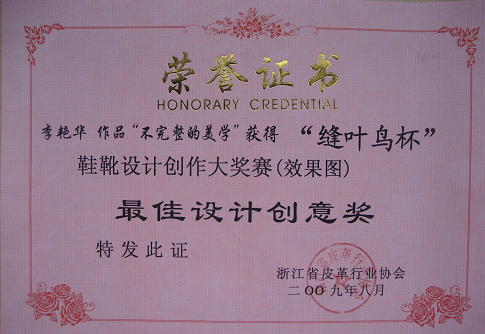 荣誉证书
HONORARY CREDENTIAL
李艳华 作品“不完整的美学”获得 “缝叶鸟杯”
鞋靴设计创作大奖赛(效果图)
最佳设计创意奖
特发此证
浙江省皮革行业协会
二〇〇九年八月